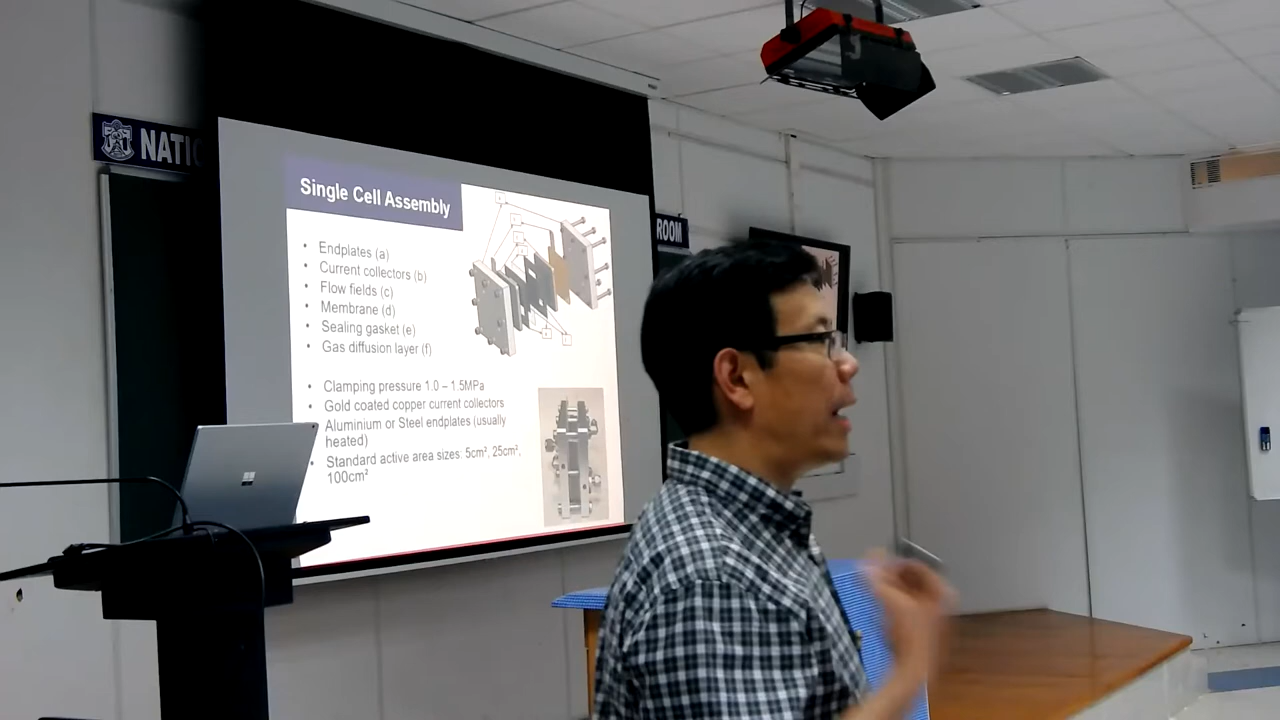 NATIO
ROOM
Single Cell Assembly
• Endplates (a)
• Current collectors (b)
• Flow fields (c)
• Membrane (d)
• Sealing gasket (e)
• Gas diffusion layer (f)
• Clamping pressure 1.0 – 1.5MPa
• Gold coated copper current collectors
• Aluminium or Steel endplates (usually
heated)
• Standard active area sizes: 5cm², 25cm²,
100cm²